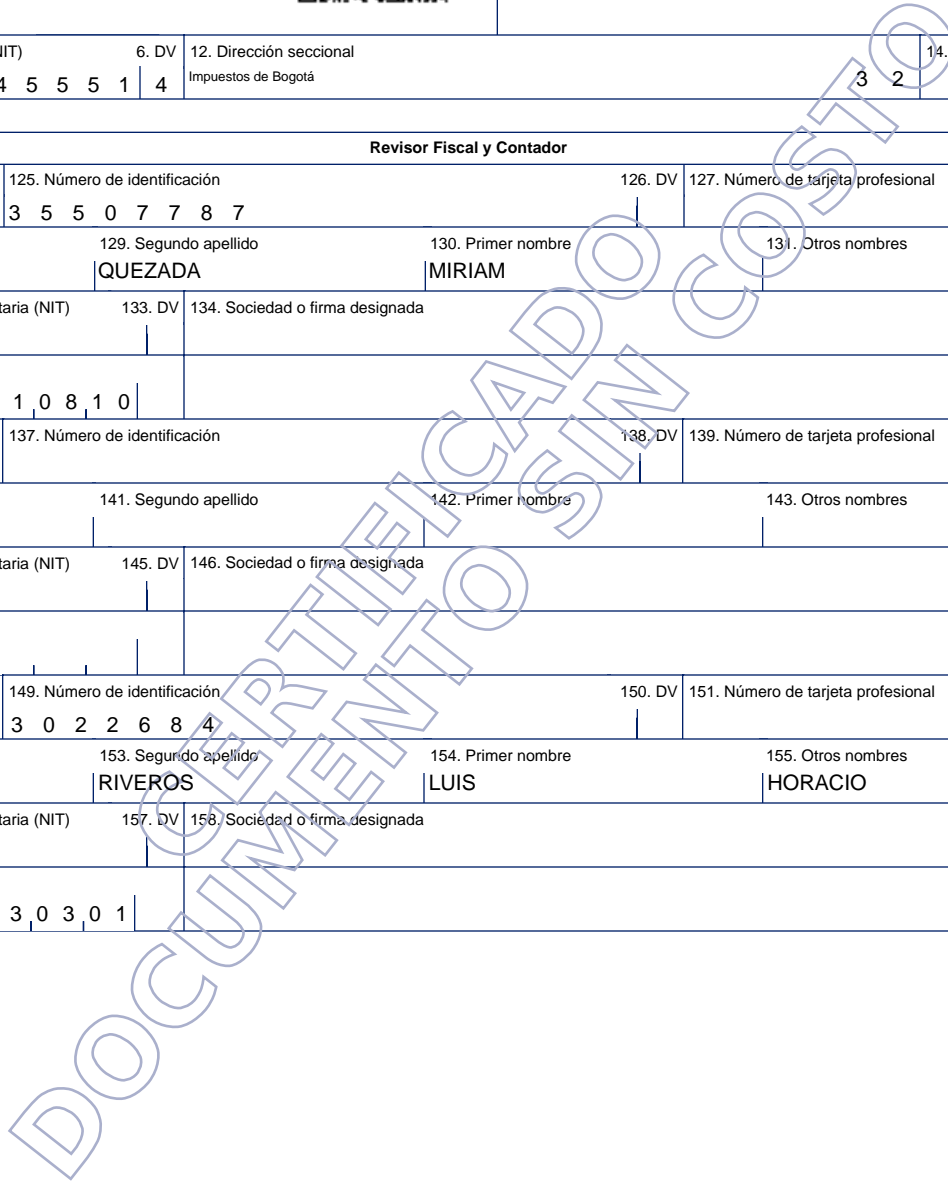 IT) 6. DV 12. Dirección seccional 14.
4 5 5 5 1 4 Impuestos de Bogotá 3 2
Revisor Fiscal y Contador
125. Número de identificación 126. DV 127. Número de tarjeta profesional
3 5 5 0 7 7 8 7
129. Segundo apellido 130. Primer nombre 131. Otros nombres
QUEZADA MIRIAM
taria (NIT) 133. DV 134. Sociedad o firma designada
1 0 8 1 0
137. Número de identificación 138. DV 139. Número de tarjeta profesional
141. Segundo apellido 142. Primer nombre 143. Otros nombres
taria (NIT) 145. DV 146. Sociedad o firma designada
149. Número de identificación 150. DV 151. Número de tarjeta profesional
3 0 2 2 6 8 4
153. Segundo apellido 154. Primer nombre 155. Otros nombres
RIVEROS LUIS HORACIO
taria (NIT) 157. DV 158. Sociedad o firma designada
3 0 3 0 1
CERTIFICADO
DOCUMENTO SIN COSTO